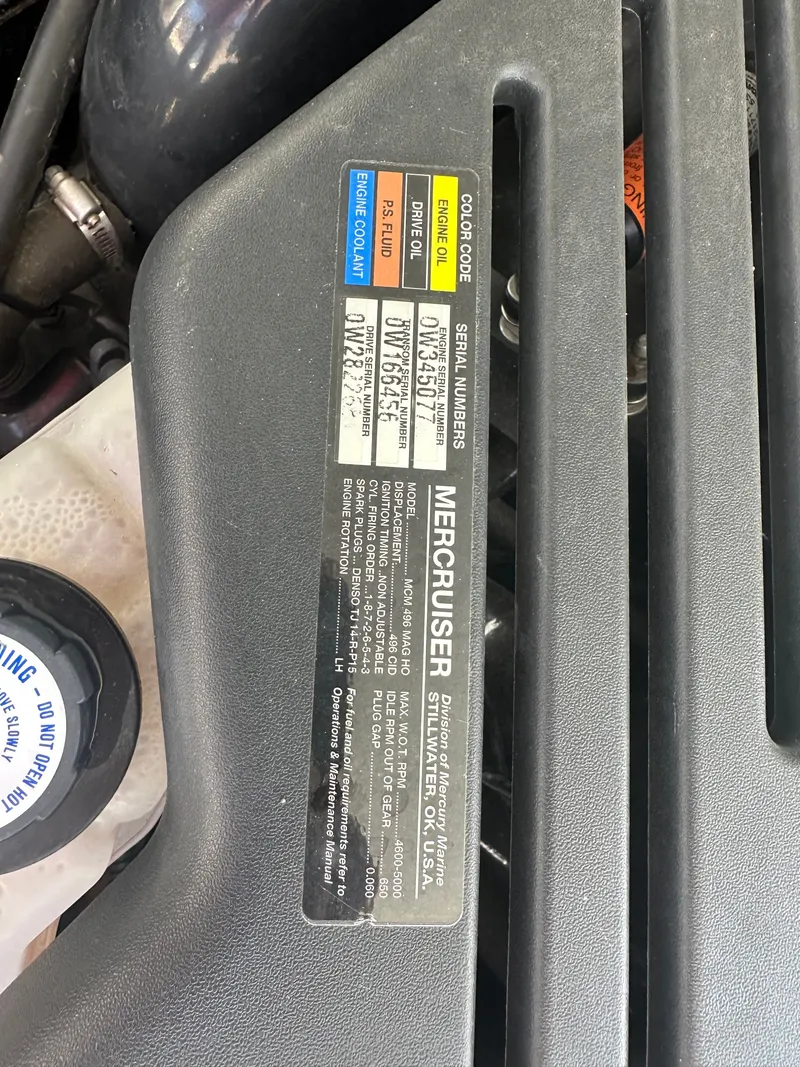 COLOR CODE
ENGINE OIL
DRIVE OIL
P.S. FLUID
ENGINE COOLANT
SERIAL NUMBERS
ENGINE SERIAL NUMBER
0W345077
TRANSOM SERIAL NUMBER
0W166456
DRIVE SERIAL NUMBER
MERCRUISER
Division of Mercury Marine
STILLWATER, OK. U.S.A.
MODEL .................. MCM 496 MAG HO
DISPLACEMENT.................. 496 CID
IGNITION TIMING ..NON ADJUSTABLE
CYL. FIRING ORDER ...1-8-7-2-6-5-4-3
SPARK PLUGS ... DENSO TJ 14-R-P15
ENGINE ROTATION .................. LH
MAX. W.O.T. RPM .................. 4600-5000
IDLE RPM OUT OF GEAR .................. 650
PLUG GAP .................. 0.060
For fuel and oil requirements refer to
Operations & Maintenance Manual
DO NOT OPEN HOT
SLOWLY